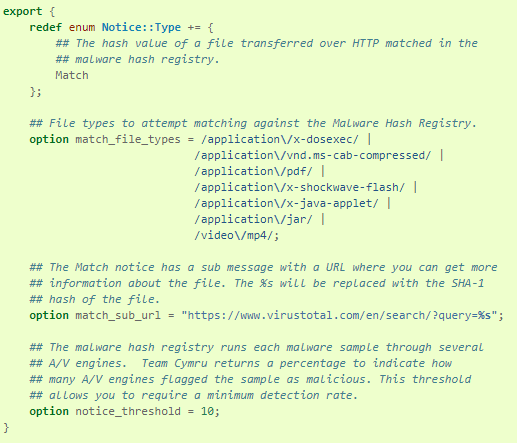 export {
    redef enum Notice::Type += {
        ## The hash value of a file transferred over HTTP matched in the
        ## malware hash registry.
        Match
    };

    ## File types to attempt matching against the Malware Hash Registry.
    option match_file_types = /application\/x-dosexec/ |
                             /application\/vnd.ms-cab-compressed/ |
                             /application\/pdf/ |
                             /application\/x-shockwave-flash/ |
                             /application\/x-java-applet/ |
                             /application\/jar/ |
                             /video\/mp4/;

    ## The Match notice has a sub message with a URL where you can get more
    ## information about the file. The %s will be replaced with the SHA-1
    ## hash of the file.
    option match_sub_url = "https://www.virustotal.com/en/search/?query=%s";

    ## The malware hash registry runs each malware sample through several
    ## A/V engines.  Team Cymru returns a percentage to indicate how
    ## many A/V engines flagged the sample as malicious. This threshold
    ## allows you to require a minimum detection rate.
    option notice_threshold = 10;
}